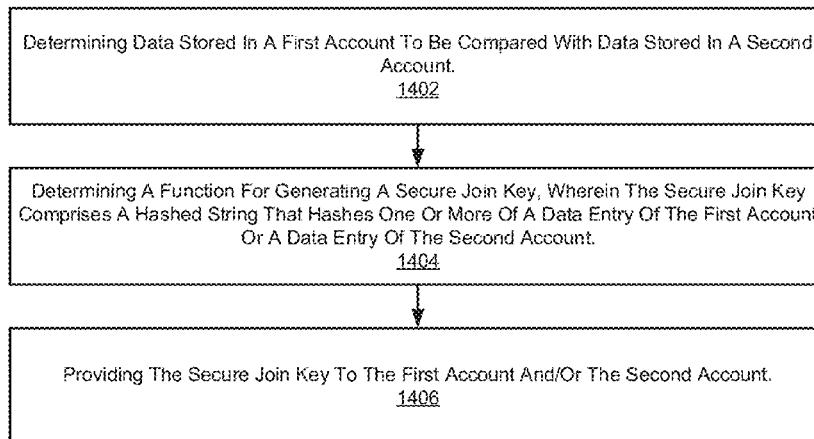 Determining Data Stored In A First Account To Be Compared With Data Stored In A Second
Account.
1402
Determining A Function For Generating A Secure Join Key, Wherein The Secure Join Key
Comprises A Hashed String That Hashes One Or More Of A Data Entry Of The First Account
Or A Data Entry Of The Second Account.
1404
Providing The Secure Join Key To The First Account And/Or The Second Account.
1406